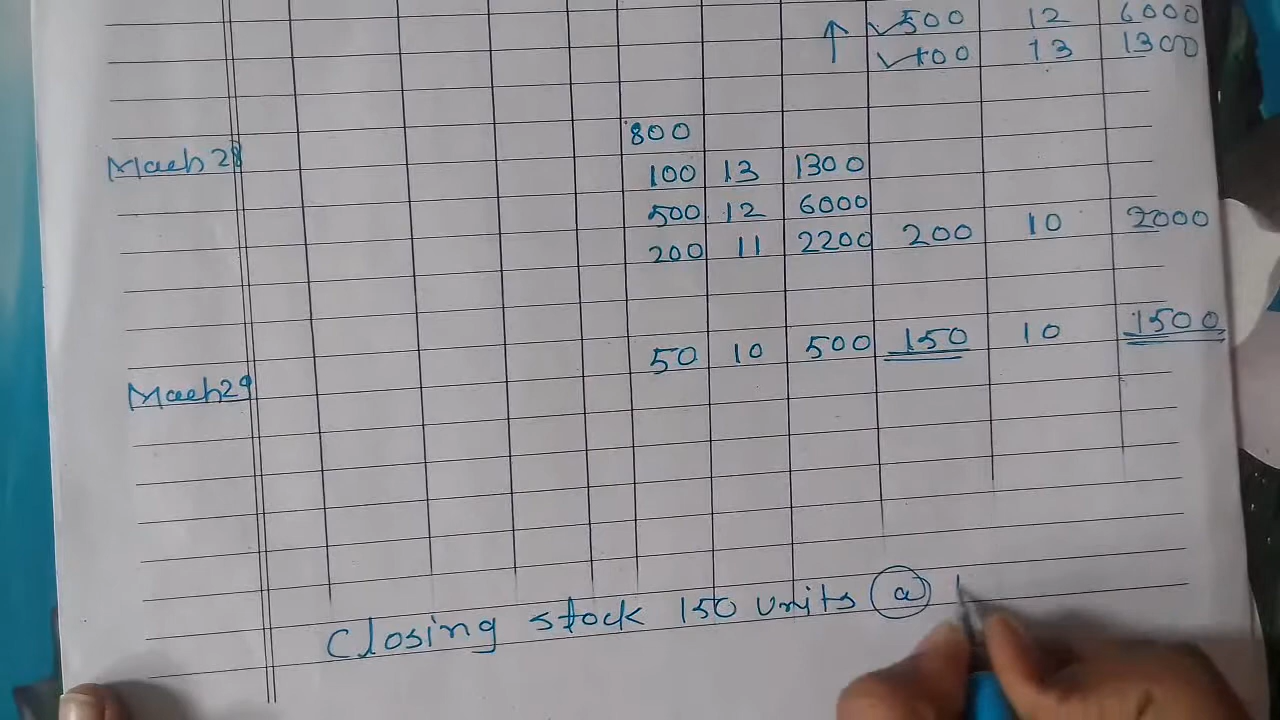 500 12 6000
100 13 1300
800
March 28 100 13 1300
500 12 6000
200 11 2200 200 10 2000
50 10 500 150 10 1500
March 29
Closing stock 150 units @